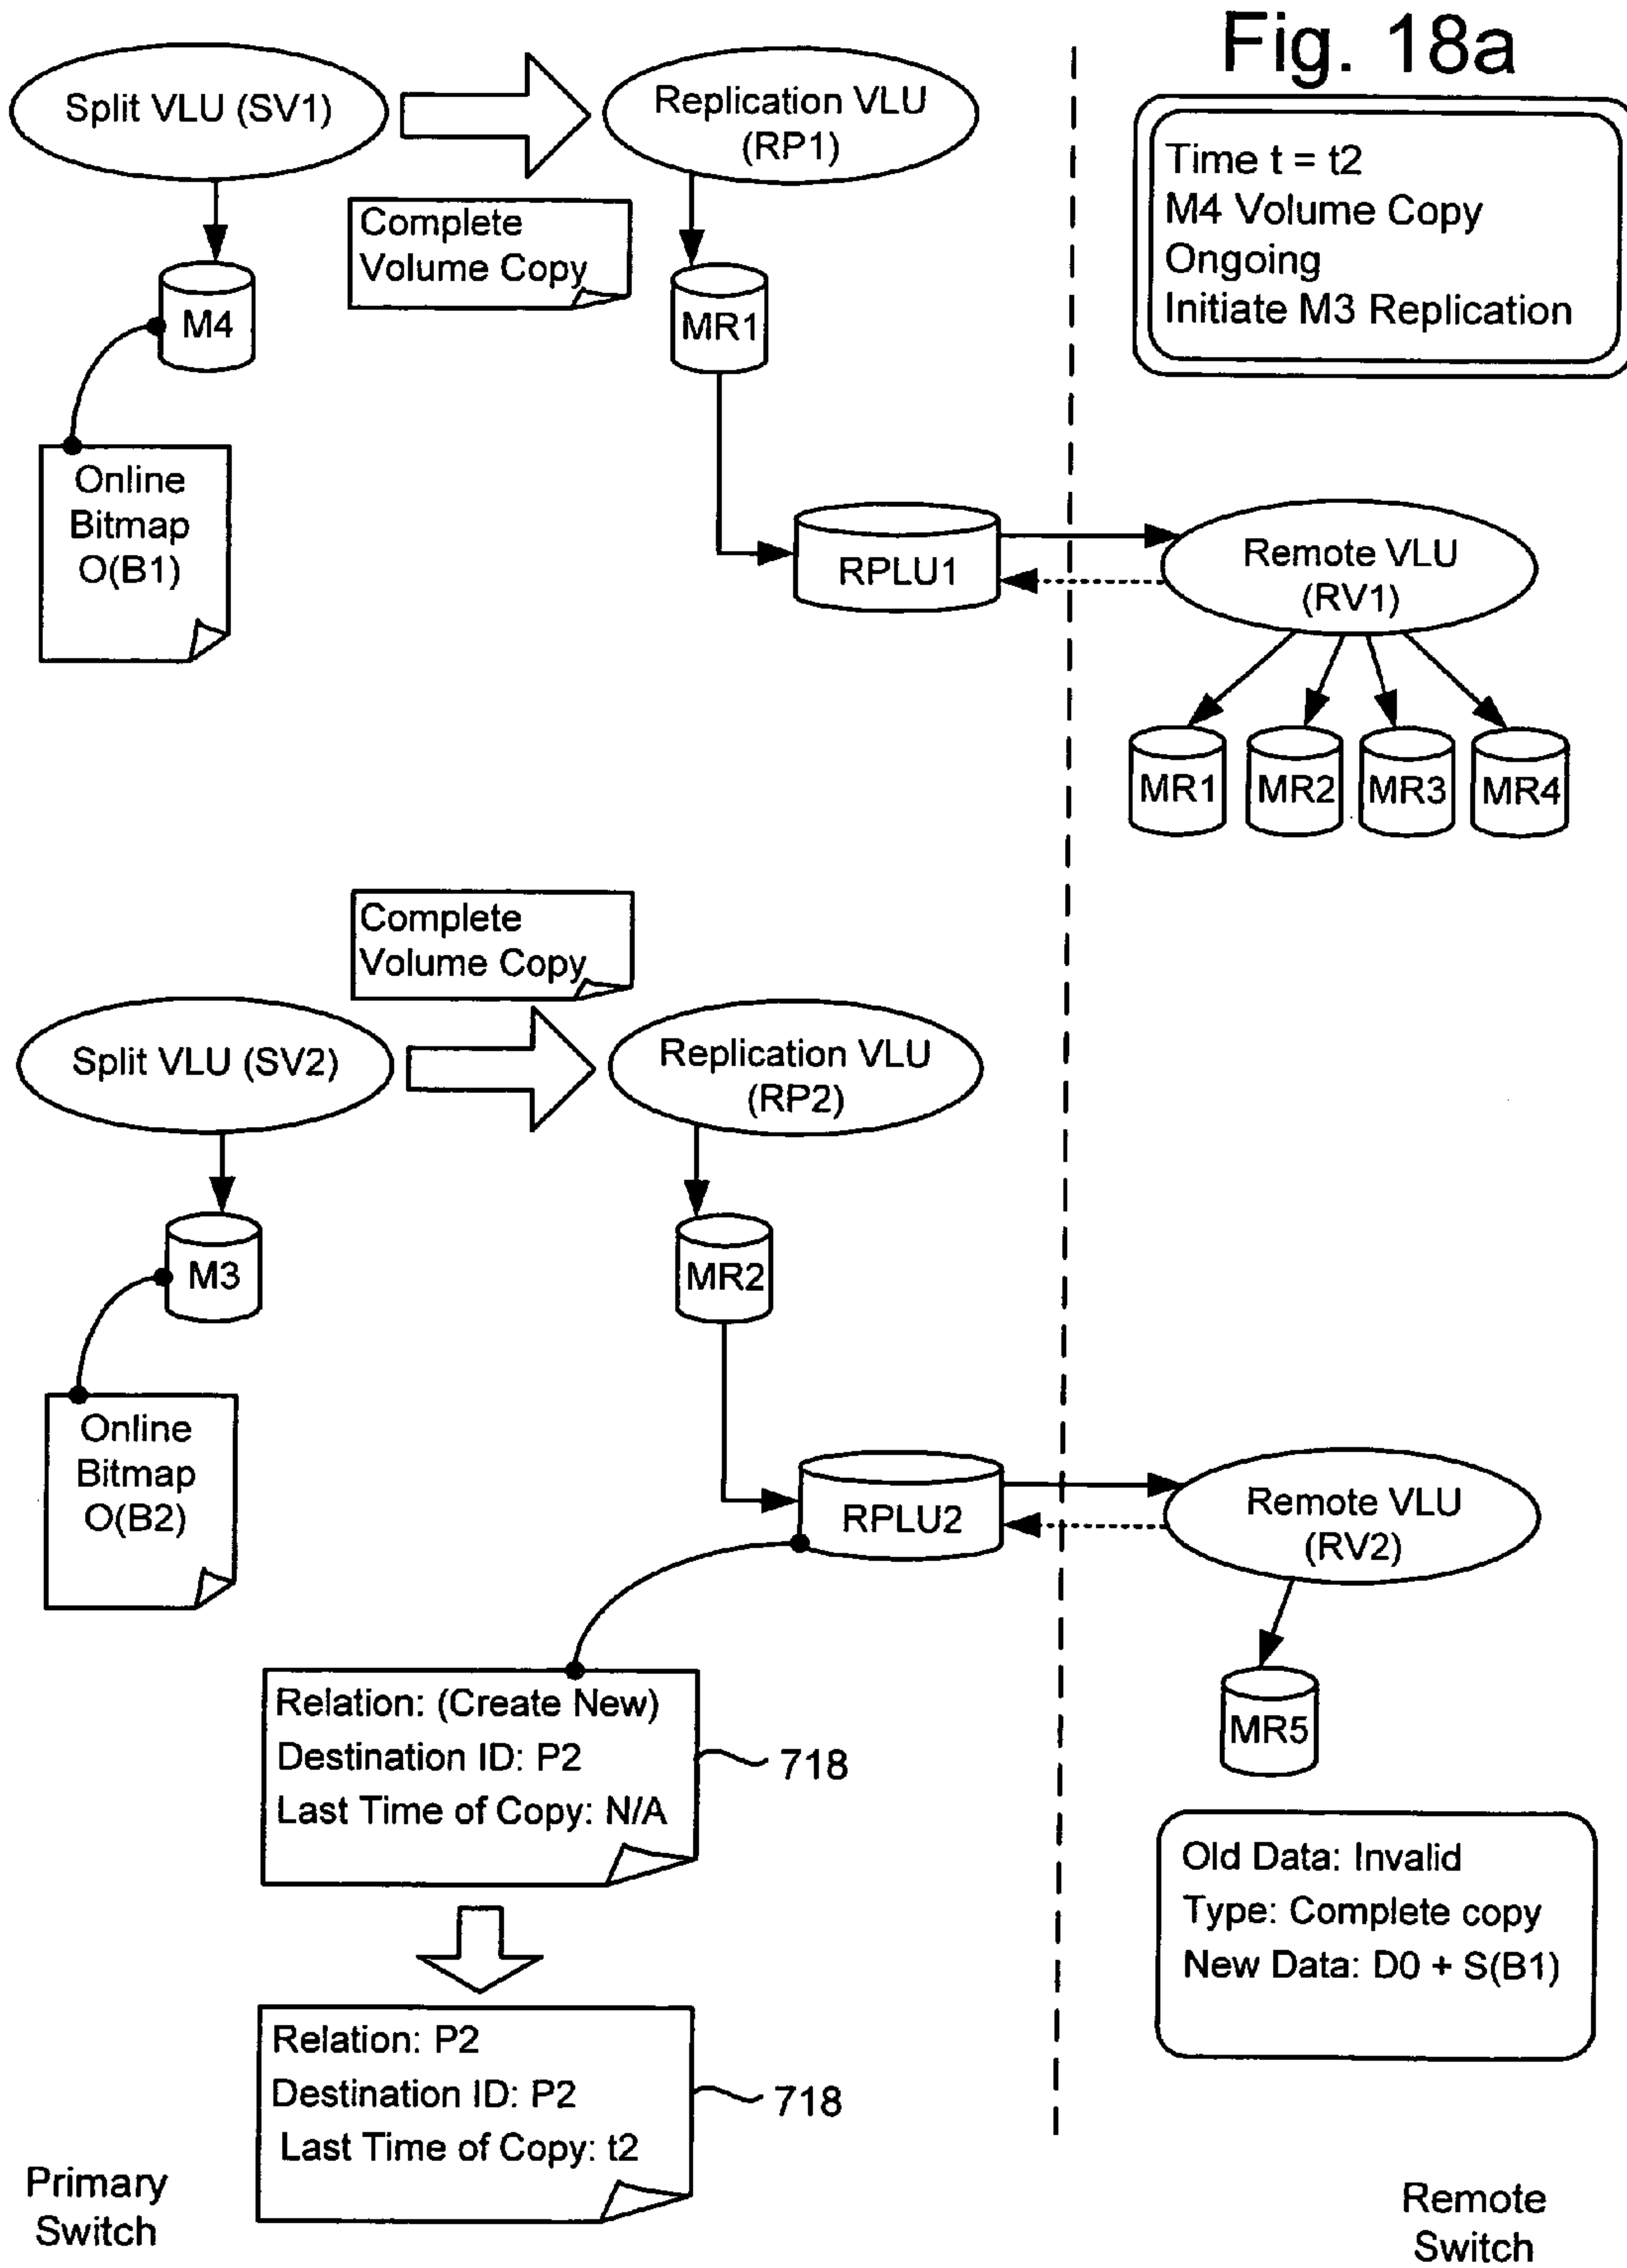 Fig. 18a
Split VLU (SV1)
Replication VLU
(RP1)
Time t = t2
M4 Volume Copy
Ongoing
Initiate M3 Replication
Complete
Volume Copy
M4
MR1
Online
Bitmap
O(B1)
RPLU1
Remote VLU
(RV1)
MR1
MR2
MR3
MR4
Complete
Volume Copy
Split VLU (SV2)
Replication VLU
(RP2)
M3
MR2
Online
Bitmap
O(B2)
RPLU2
Remote VLU
(RV2)
Relation: (Create New)
Destination ID: P2
Last Time of Copy: N/A
718
MR5
Old Data: Invalid
Type: Complete copy
New Data: D0 + S(B1)
Relation: P2
Destination ID: P2
Last Time of Copy: t2
718
Primary
Switch
Remote
Switch